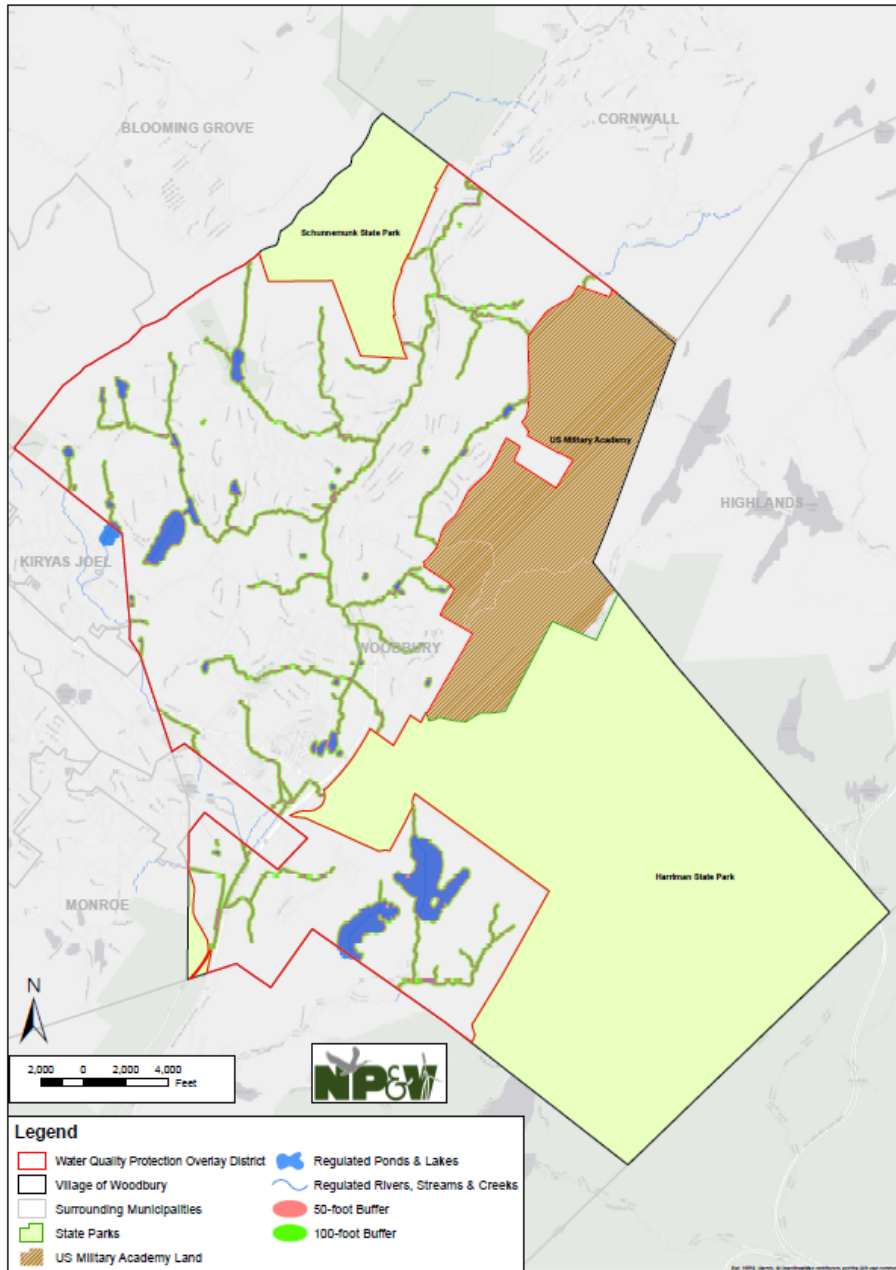 BLOOMING GROVE
CORNWALL
Schunnemunk State Park
US Military Academy
HIGHLANDS
KIRYAS JOEL
WOODBURY
Harriman State Park
MONROE
N
2,000 0 2,000 4,000
Feet
NP&V
Legend
Water Quality Protection Overlay District
Village of Woodbury
Surrounding Municipalities
State Parks
US Military Academy Land
Regulated Ponds & Lakes
Regulated Rivers, Streams & Creeks
50-foot Buffer
100-foot Buffer